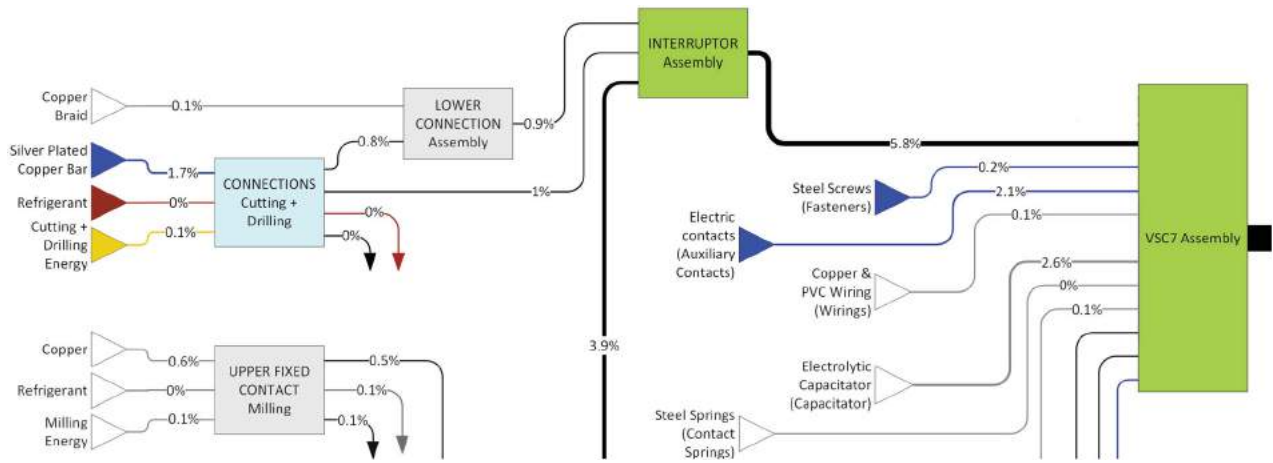 INTERRUPTOR
Assembly
Copper
Braid
0.1%
LOWER
CONNECTION
Assembly
0.9%
Silver Plated
Copper Bar
1.7%
Refrigerant
0%
Cutting +
Drilling
Energy
0.1%
CONNECTIONS
Cutting +
Drilling
0.8%
1%
0%
0%
Copper
0.6%
Refrigerant
0%
Milling
Energy
0.1%
UPPER FIXED
CONTACT
Milling
0.5%
0.1%
0.1%
3.9%
5.8%
Steel Screws
(Fasteners)
0.2%
Electric
contacts
(Auxiliary
Contacts)
2.1%
Copper &
PVC Wiring
(Wirings)
0.1%
Electrolytic
Capacitator
(Capacitator)
2.6%
Steel Springs
(Contact
Springs)
0%
0.1%
VSC7 Assembly